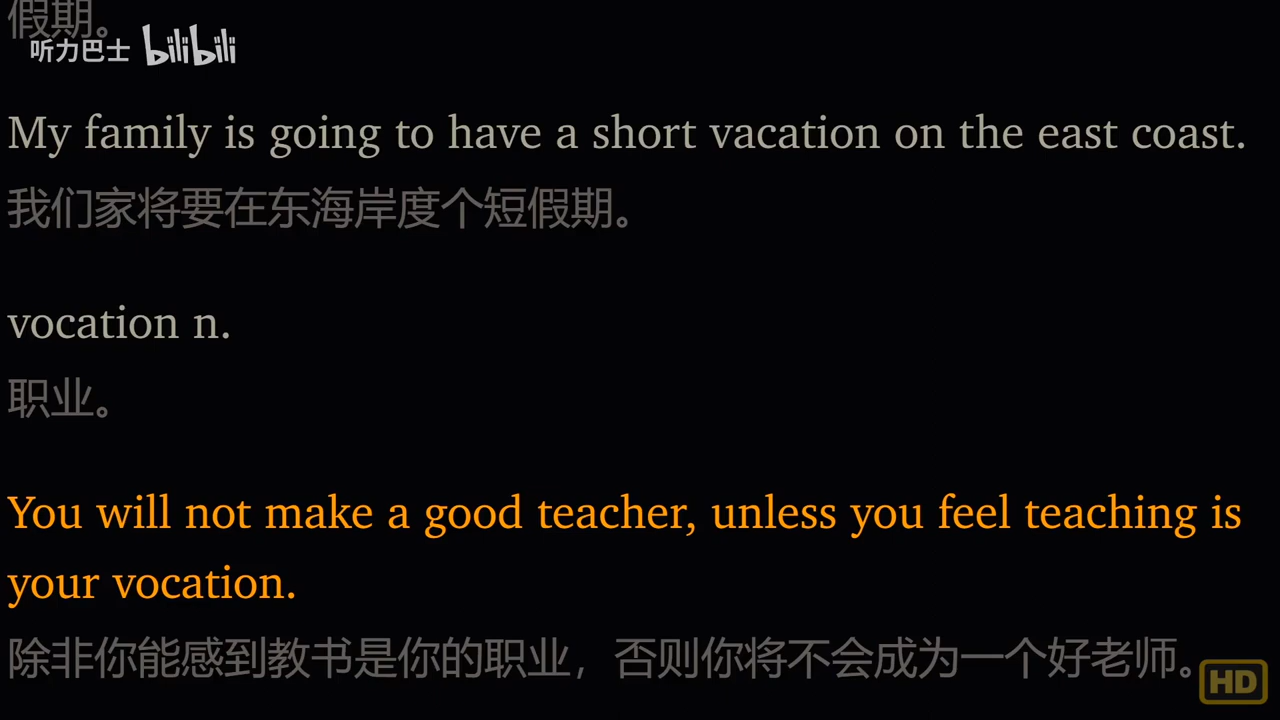 假期。
听力巴士 bilibili
My family is going to have a short vacation on the east coast.
我们家将要在东海岸度个短假期。
vocation n.
职业。
You will not make a good teacher, unless you feel teaching is
your vocation.
除非你能感到教书是你的职业，否则你将不会成为一个好老师。
HD